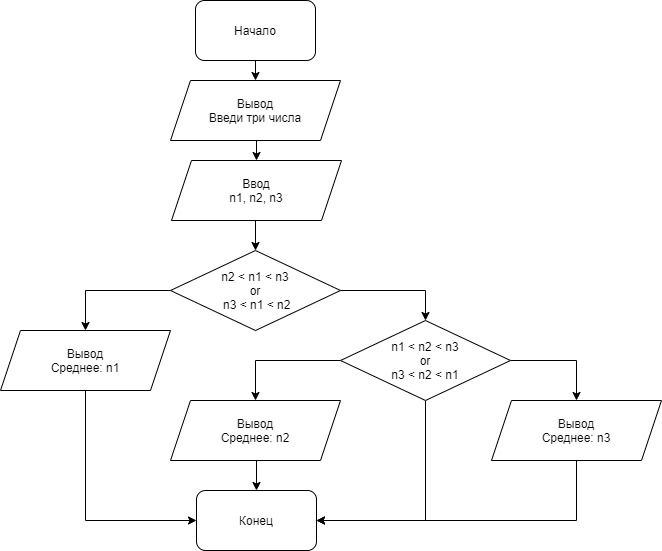 Начало
Вывод
Введи три числа
Ввод
n1, n2, n3
n2 < n1 < n3
or
n3 < n1 < n2
Вывод
Среднее: n1
n1 < n2 < n3
or
n3 < n2 < n1
Вывод
Среднее: n2
Вывод
Среднее: n3
Конец